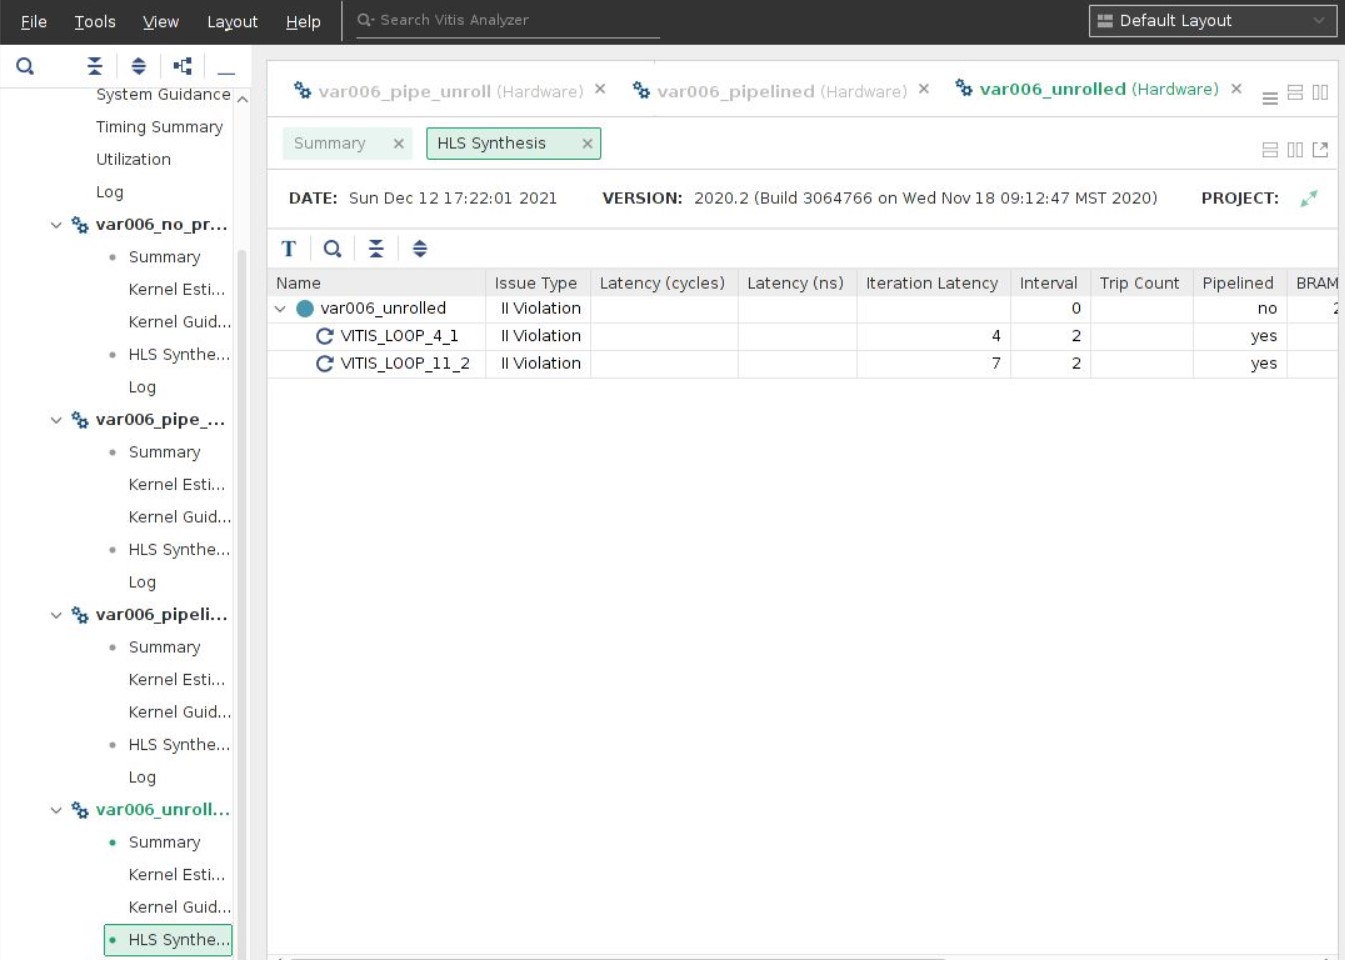 File Tools View Layout Help Search Vitis Analyzer Default Layout
System Guidance
Timing Summary
Utilization
Log
var006_no_pr...
Summary
Kernel Esti...
Kernel Guid...
HLS Synthe...
Log
var006_pipe_...
Summary
Kernel Esti...
Kernel Guid...
HLS Synthe...
Log
var006_pipeli...
Summary
Kernel Esti...
Kernel Guid...
HLS Synthe...
Log
var006_unroll...
Summary
Kernel Esti...
Kernel Guid...
HLS Synthe...
var006_pipe_unroll (Hardware) var006_pipelined (Hardware) var006_unrolled (Hardware)
Summary HLS Synthesis
DATE: Sun Dec 12 17:22:01 2021 VERSION: 2020.2 (Build 3064766 on Wed Nov 18 09:12:47 MST 2020) PROJECT:
T
Name Issue Type Latency (cycles) Latency (ns) Iteration Latency Interval Trip Count Pipelined BRAM
var006_unrolled II Violation 0 no 2
VITIS_LOOP_4_1 II Violation 4 2 yes
VITIS_LOOP_11_2 II Violation 7 2 yes